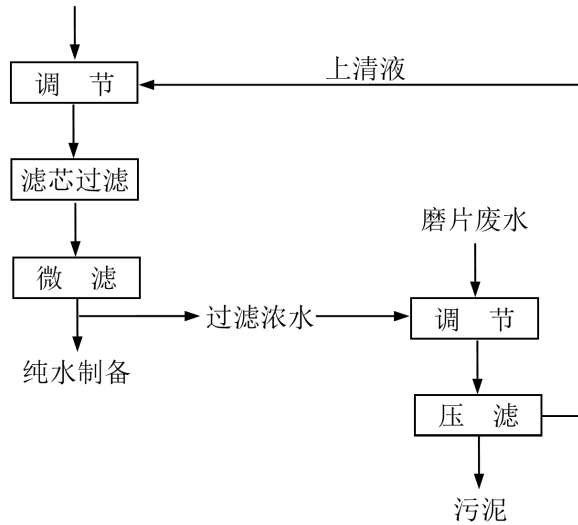 上清液
调 节
滤芯过滤
磨片废水
微 滤
过滤浓水
调 节
纯水制备
压 滤
污泥